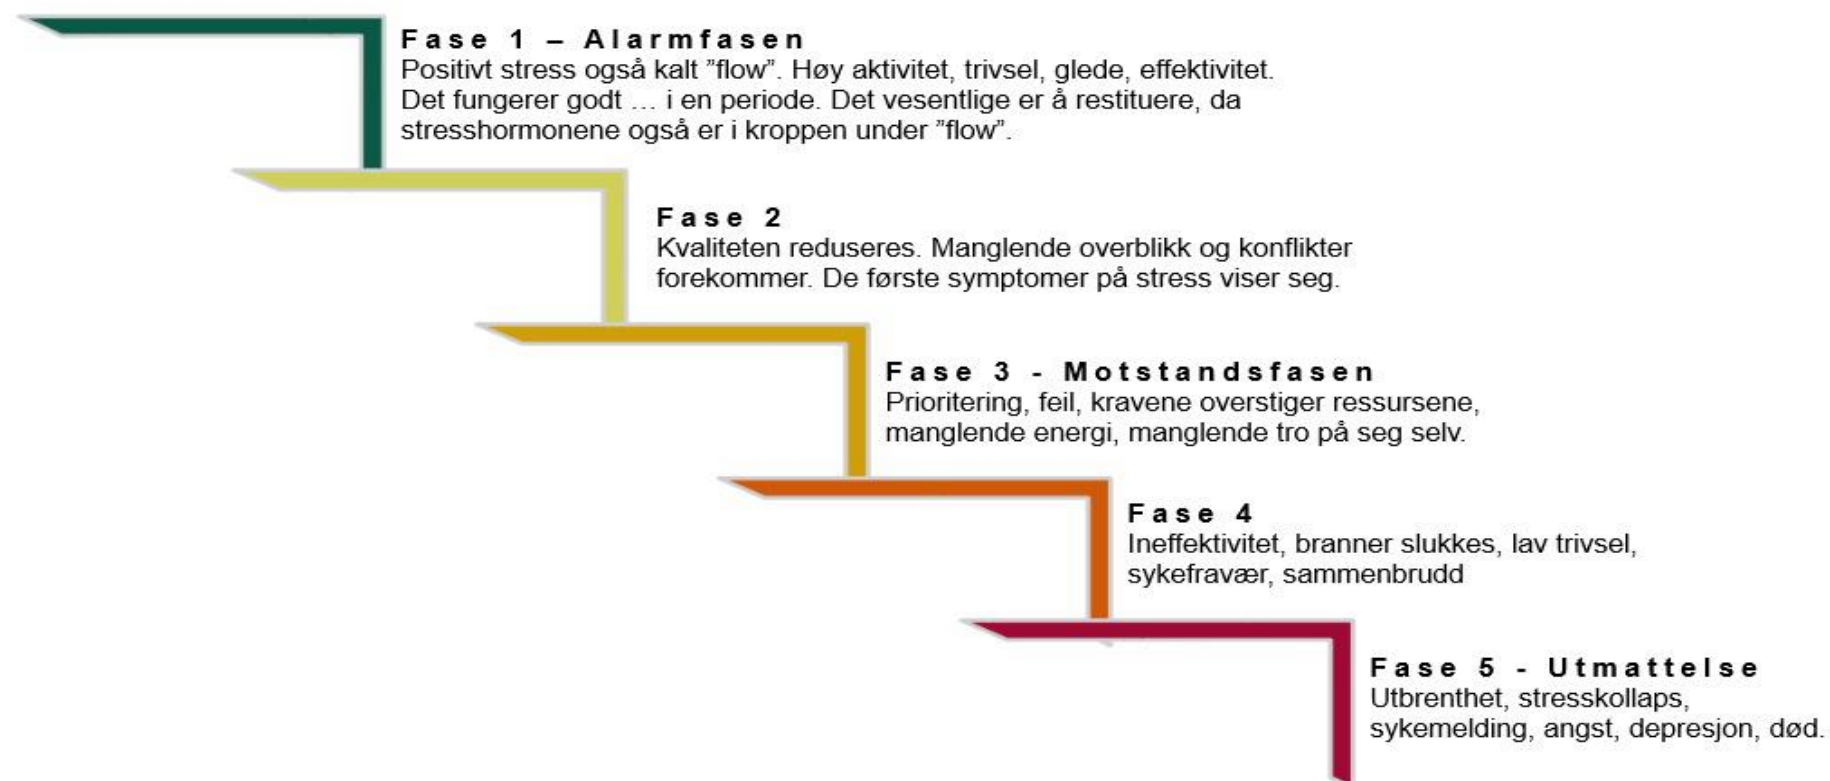 Fase 1 – Alarmfasen
Positivt stress også kalt ”flow”. Høy aktivitet, trivsel, glede, effektivitet.
Det fungerer godt … i en periode. Det vesentlige er å restituere, da
stresshormonene også er i kroppen under ”flow”.
Fase 2
Kvaliteten reduseres. Manglende overblikk og konflikter
forekommer. De første symptomer på stress viser seg.
Fase 3 - Motstandsfasen
Prioritering, feil, kravene overstiger ressursene,
manglende energi, manglende tro på seg selv.
Fase 4
Ineffektivitet, branner slukkes, lav trivsel,
sykefravær, sammenbrudd
Fase 5 - Utmattelse
Utbrenthet, stresskollaps,
sykemelding, angst, depresjon, død.